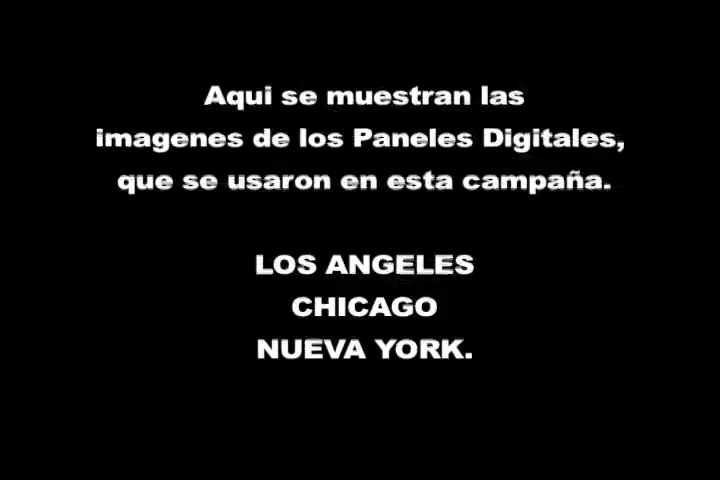 Aqui se muestran las
imagenes de los Paneles Digitales,
que se usaron en esta campaña.
LOS ANGELES
CHICAGO
NUEVA YORK.